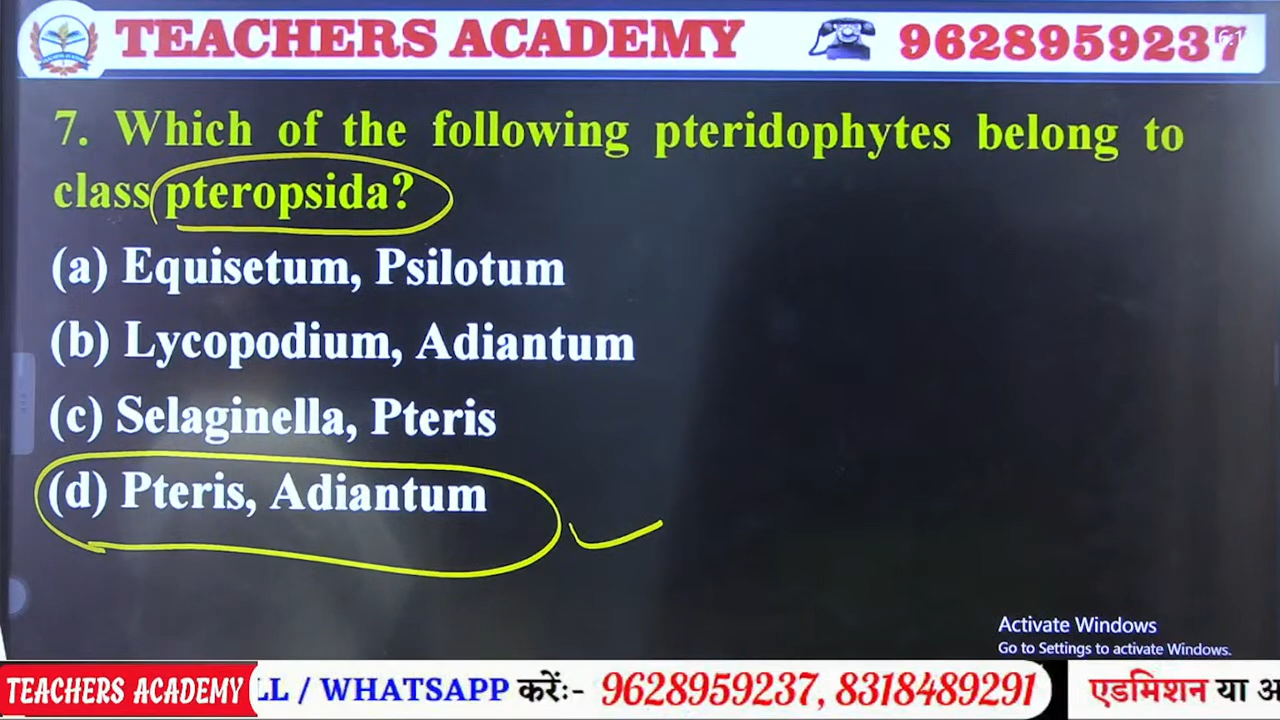 TEACHERS ACADEMY
9628959237
7. Which of the following pteridophytes belong to
class pteropsida?
(a) Equisetum, Psilotum
(b) Lycopodium, Adiantum
(c) Selaginella, Pteris
(d) Pteris, Adiantum
Activate Windows
Go to Settings to activate Windows.
TEACHERS ACADEMY
LL / WHATSAPP करेंः- 9628959237, 8318489291
एडमिशन या